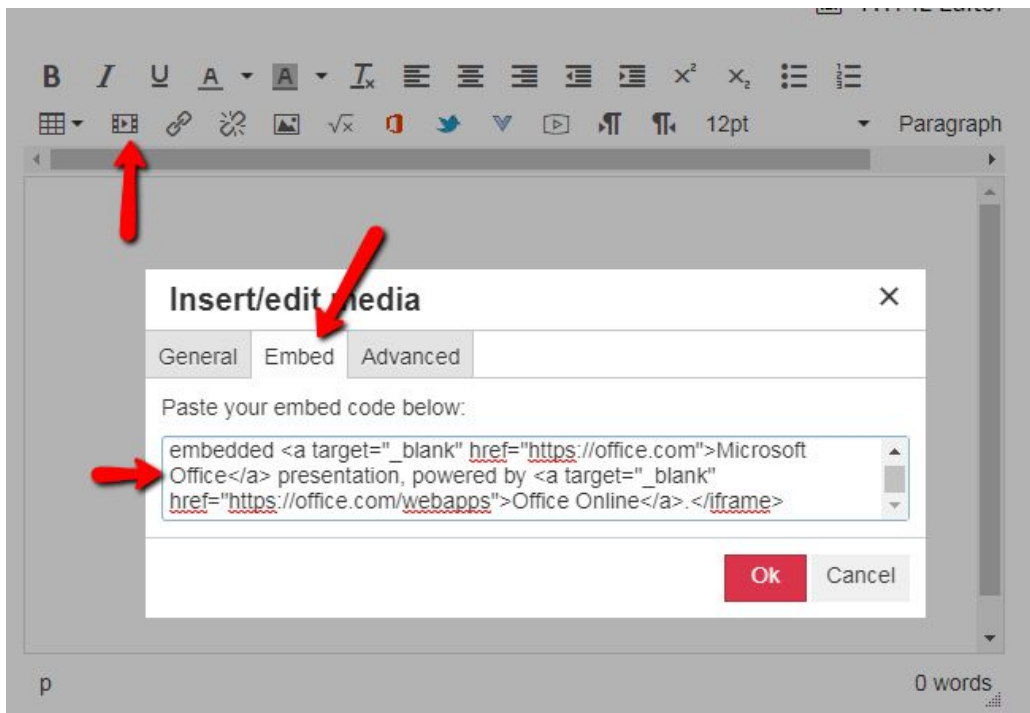 B I U A A Tx x² x₂
√x 12pt Paragraph
Insert/edit media
General Embed Advanced
Paste your embed code below:
embedded <a target="_blank" href="https://office.com">Microsoft
Office</a> presentation, powered by <a target="_blank"
href="https://office.com/webapps">Office Online</a>.</iframe>
Ok Cancel
p 0 words